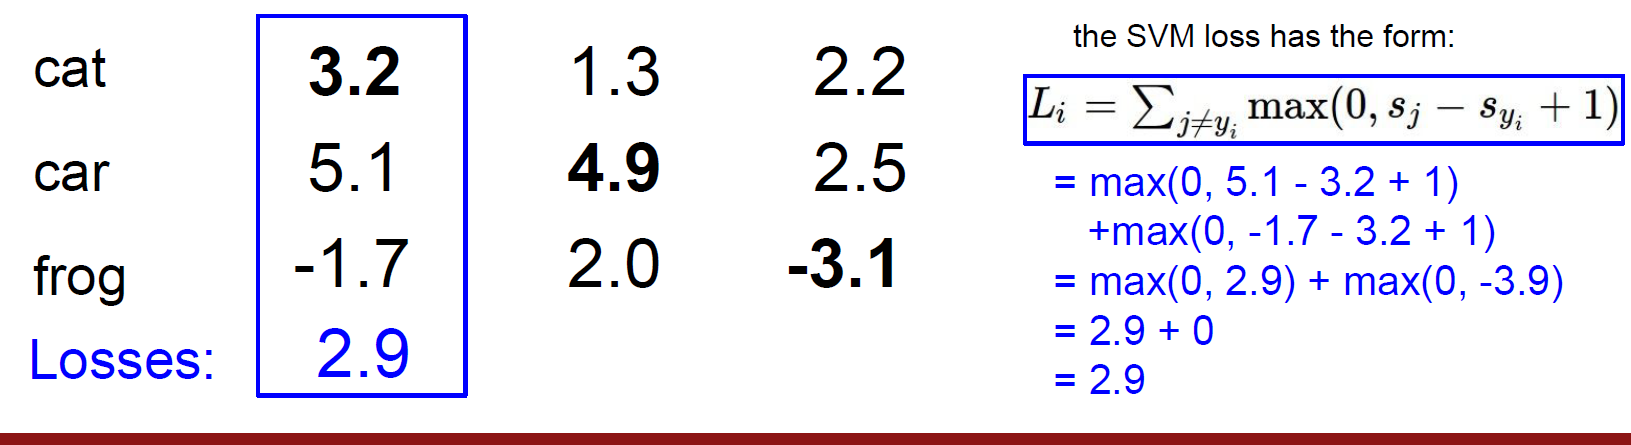 cat 3.2 1.3 2.2
car 5.1 4.9 2.5
frog -1.7 2.0 -3.1
Losses: 2.9
the SVM loss has the form:
L_i = ∑_{j≠y_i} max(0, s_j − s_{y_i} + 1)
= max(0, 5.1 - 3.2 + 1)
+max(0, -1.7 - 3.2 + 1)
= max(0, 2.9) + max(0, -3.9)
= 2.9 + 0
= 2.9